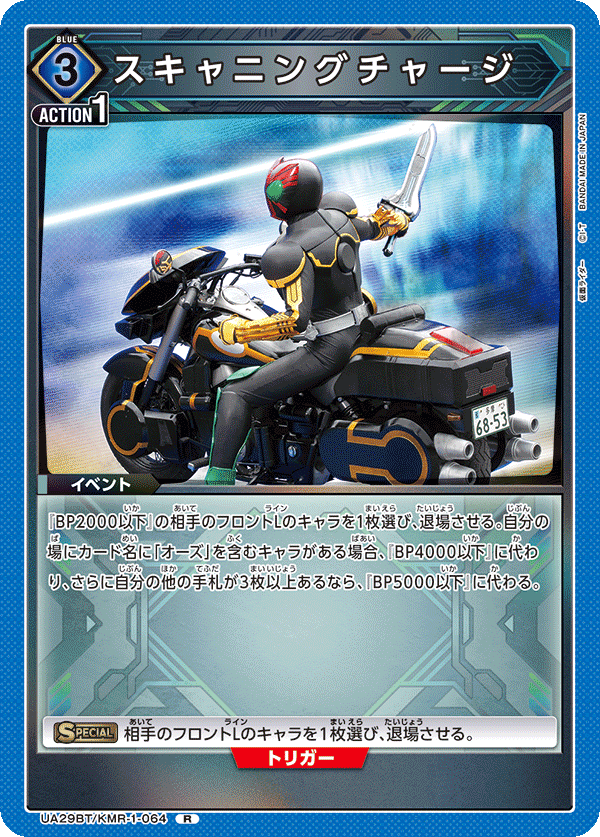 BLUE
3
スキャニングチャージ
ACTION1
仮面ライダー ©I·T BANDAI MADE IN JAPAN
68-53
イベント
『BP2000以下』の相手のフロントLのキャラを1枚選び、退場させる。自分の
場にカード名に「オーズ」を含むキャラがある場合、『BP4000以下』に代わ
り、さらに自分の他の手札が3枚以上あるなら、『BP5000以下』に代わる。
SPECIAL 相手のフロントLのキャラを1枚選び、退場させる。
トリガー
UA29BT/KMR-1-064 R